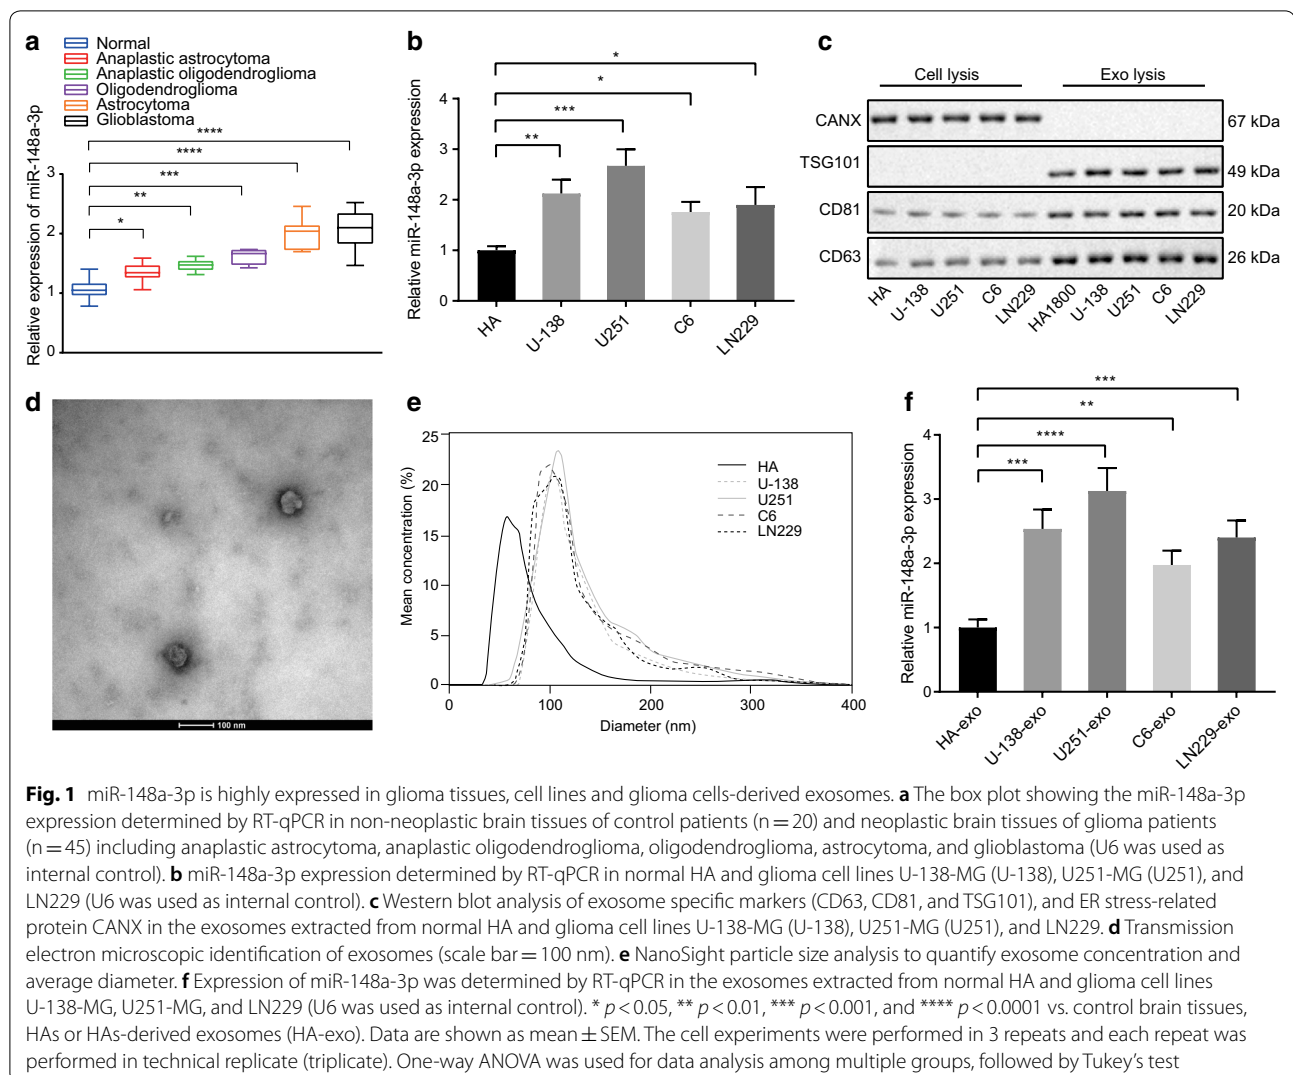 a
Normal
Anaplastic astrocytoma
Anaplastic oligodendroglioma
Oligodendroglioma
Astrocytoma
Glioblastoma
****
****
***
**
*
Relative expression of miR-148a-3p
3
2
1
0
b
*
*
***
**
Relative miR-148a-3p expression
4
3
2
1
0
HA
U-138
U251
C6
LN229
c
Cell lysis
Exo lysis
CANX
67 kDa
TSG101
49 kDa
CD81
20 kDa
CD63
26 kDa
HA
U-138
U251
C6
LN229
HA1800
U-138
U251
C6
LN229
d
100 nm
e
Mean concentration (%)
25
20
15
10
5
0
0
100
200
300
400
Diameter (nm)
HA
U-138
U251
C6
LN229
f
***
**
****
***
Relative miR-148a-3p expression
4
3
2
1
0
HA-exo
U-138-exo
U251-exo
C6-exo
LN229-exo
Fig. 1 miR-148a-3p is highly expressed in glioma tissues, cell lines and glioma cells-derived exosomes. a The box plot showing the miR-148a-3p
expression determined by RT-qPCR in non-neoplastic brain tissues of control patients (n = 20) and neoplastic brain tissues of glioma patients
(n = 45) including anaplastic astrocytoma, anaplastic oligodendroglioma, oligodendroglioma, astrocytoma, and glioblastoma (U6 was used as
internal control). b miR-148a-3p expression determined by RT-qPCR in normal HA and glioma cell lines U-138-MG (U-138), U251-MG (U251), and
LN229 (U6 was used as internal control). c Western blot analysis of exosome specific markers (CD63, CD81, and TSG101), and ER stress-related
protein CANX in the exosomes extracted from normal HA and glioma cell lines U-138-MG (U-138), U251-MG (U251), and LN229. d Transmission
electron microscopic identification of exosomes (scale bar = 100 nm). e NanoSight particle size analysis to quantify exosome concentration and
average diameter. f Expression of miR-148a-3p was determined by RT-qPCR in the exosomes extracted from normal HA and glioma cell lines
U-138-MG, U251-MG, and LN229 (U6 was used as internal control). * p < 0.05, ** p < 0.01, *** p < 0.001, and **** p < 0.0001 vs. control brain tissues,
HAs or HAs-derived exosomes (HA-exo). Data are shown as mean ± SEM. The cell experiments were performed in 3 repeats and each repeat was
performed in technical replicate (triplicate). One-way ANOVA was used for data analysis among multiple groups, followed by Tukey's test